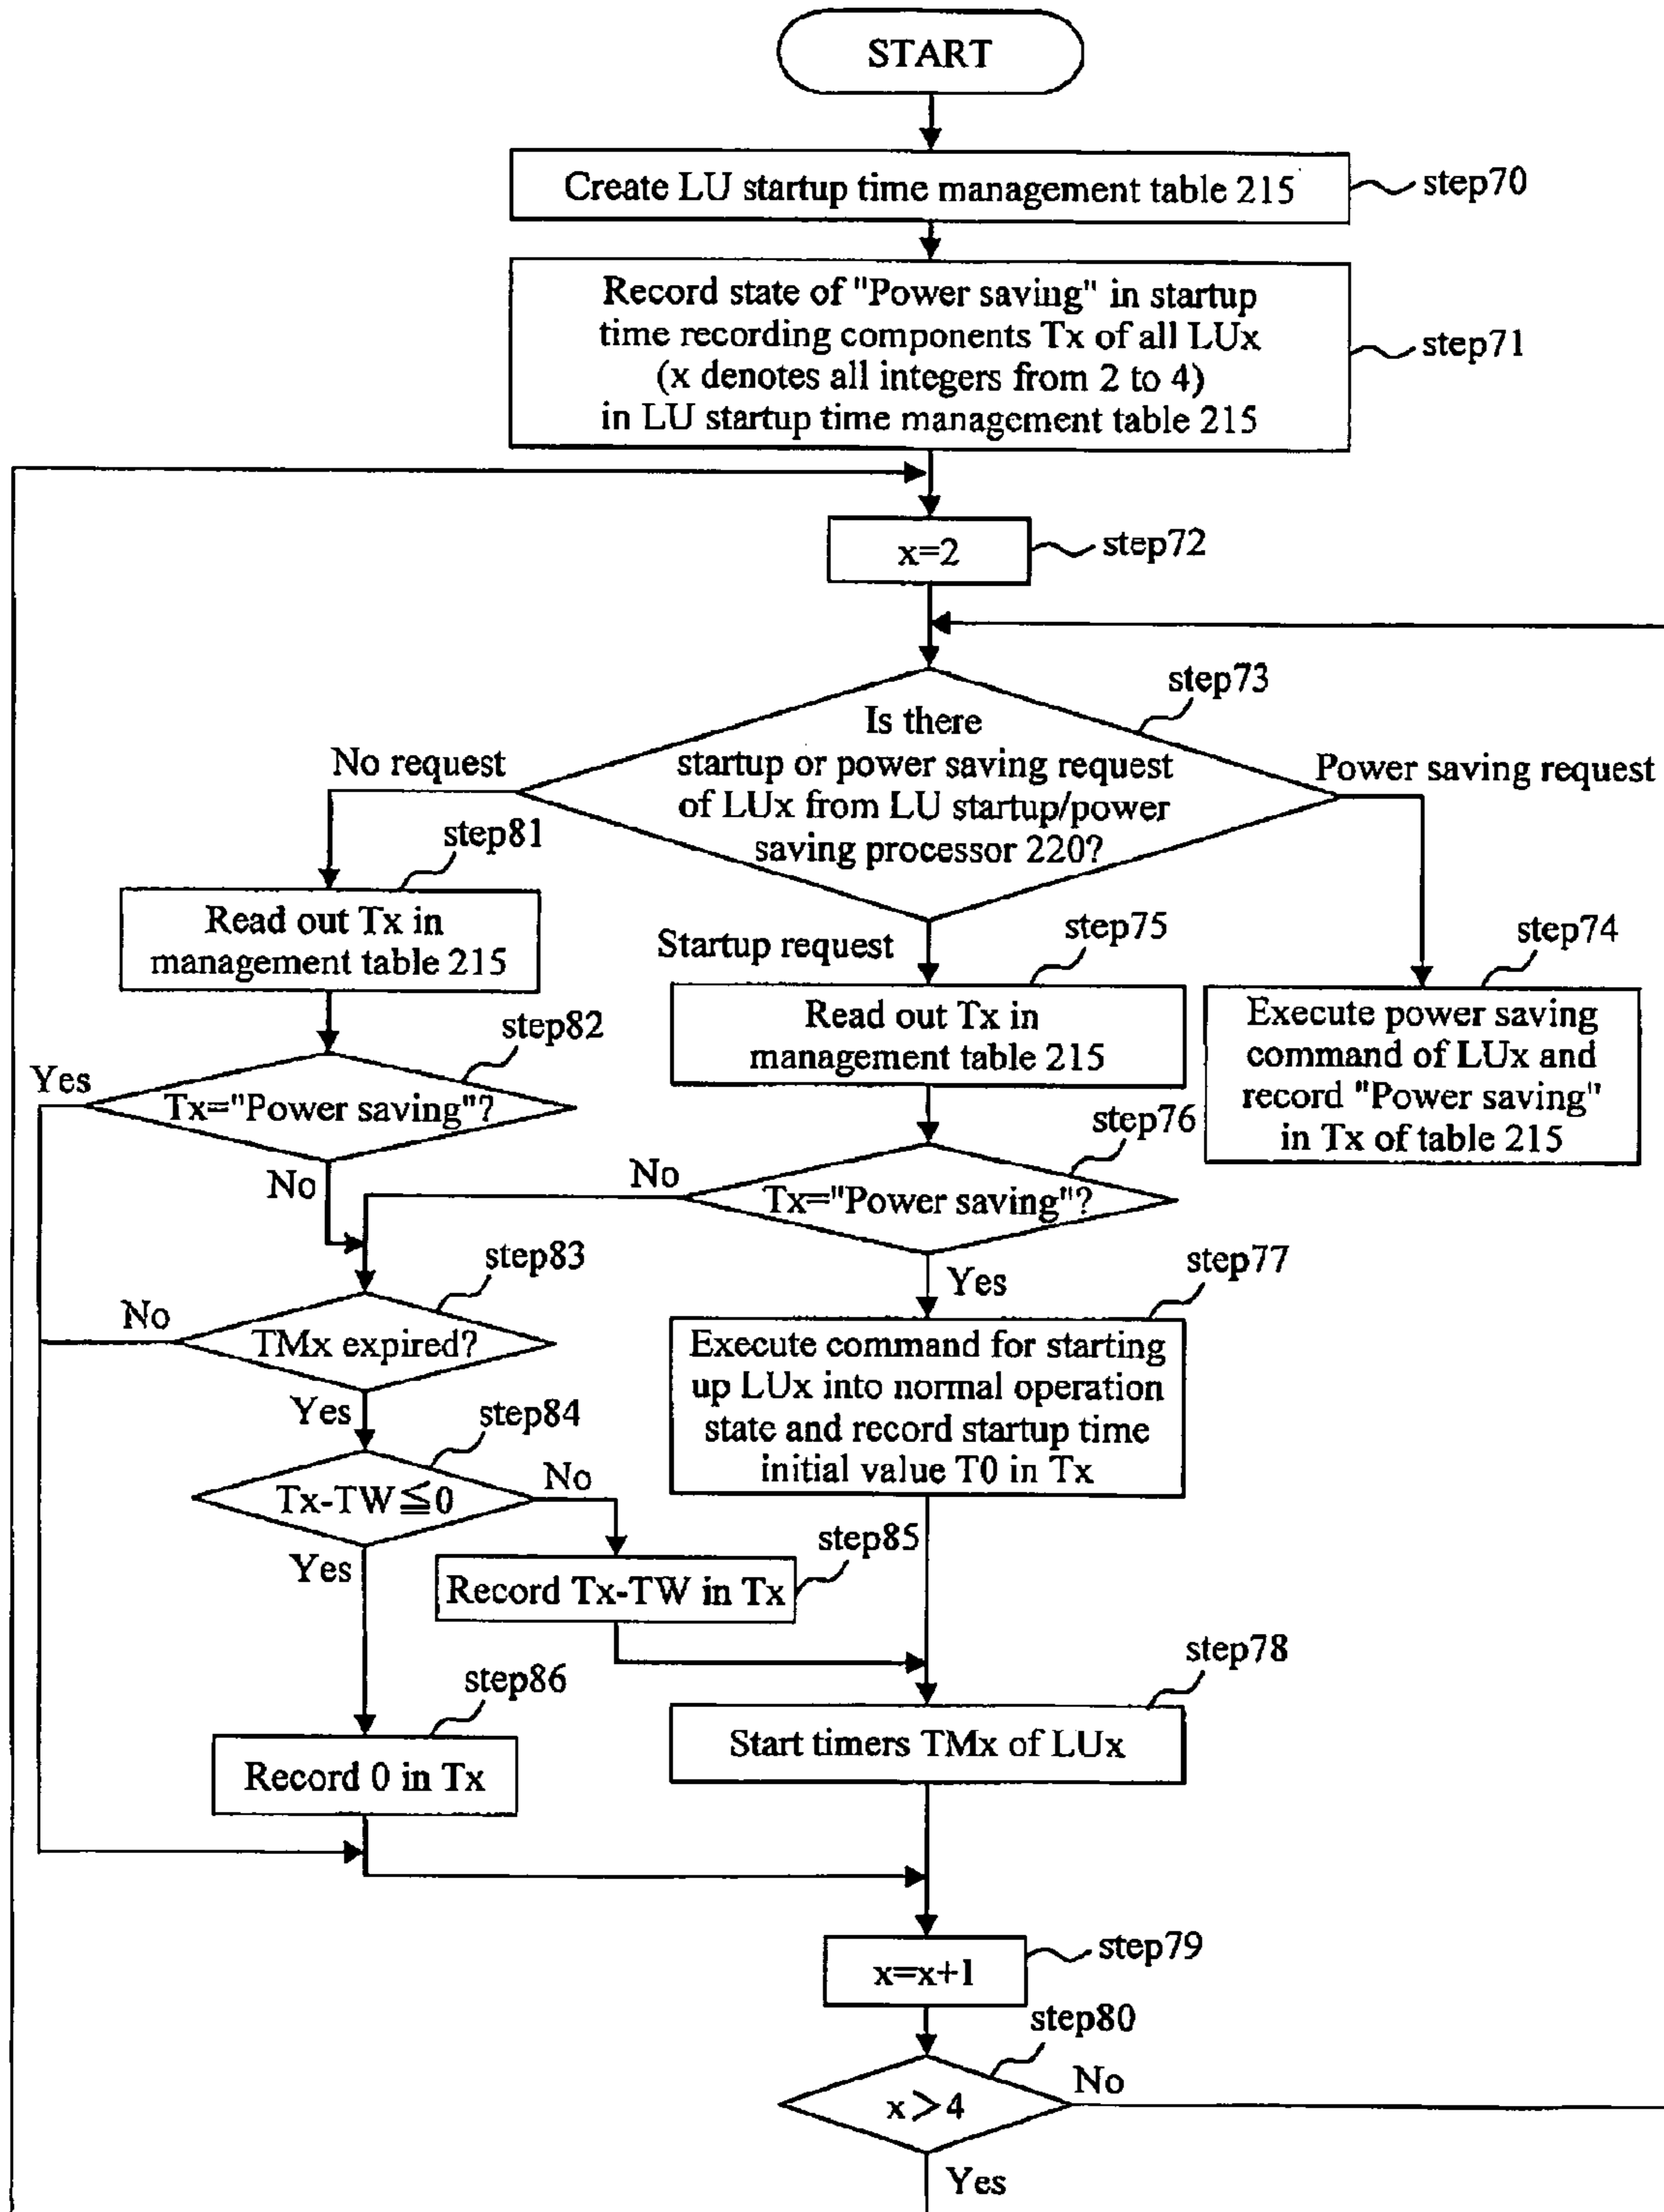 START
Create LU startup time management table 215
step70
Record state of "Power saving" in startup
time recording components Tx of all LUx
(x denotes all integers from 2 to 4)
in LU startup time management table 215
step71
x=2
step72
step73
Is there
startup or power saving request
of LUx from LU startup/power
saving processor 220?
No request
Power saving request
Startup request
step81
Read out Tx in
management table 215
step75
Read out Tx in
management table 215
step74
Execute power saving
command of LUx and
record "Power saving"
in Tx of table 215
step82
Tx="Power saving"?
Yes
No
step76
Tx="Power saving"?
No
Yes
step83
TMx expired?
No
Yes
step77
Execute command for starting
up LUx into normal operation
state and record startup time
initial value T0 in Tx
step84
Tx-TW≦0
No
Yes
step85
Record Tx-TW in Tx
step86
Record 0 in Tx
step78
Start timers TMx of LUx
x=x+1
step79
step80
x>4
No
Yes